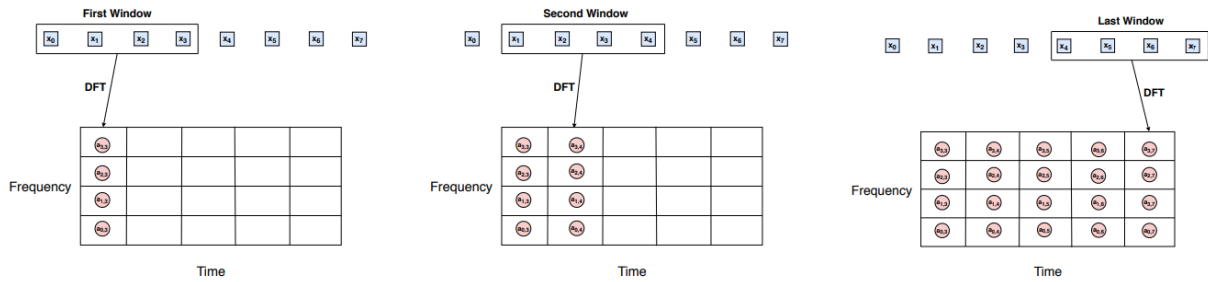 First Window
x0 x1 x2 x3 x4 x5 x6 x7
DFT
a3,3
a2,3
Frequency
a1,3
a0,3
Time
Second Window
x0 x1 x2 x3 x4 x5 x6 x7
DFT
a3,3 a3,4
a2,3 a2,4
Frequency
a1,3 a1,4
a0,3 a0,4
Time
Last Window
x0 x1 x2 x3 x4 x5 x6 x7
DFT
a3,3 a3,4 a3,5 a3,6 a3,7
a2,3 a2,4 a2,5 a2,6 a2,7
Frequency
a1,3 a1,4 a1,5 a1,6 a3,7
a0,3 a0,4 a0,5 a0,6 a0,7
Time